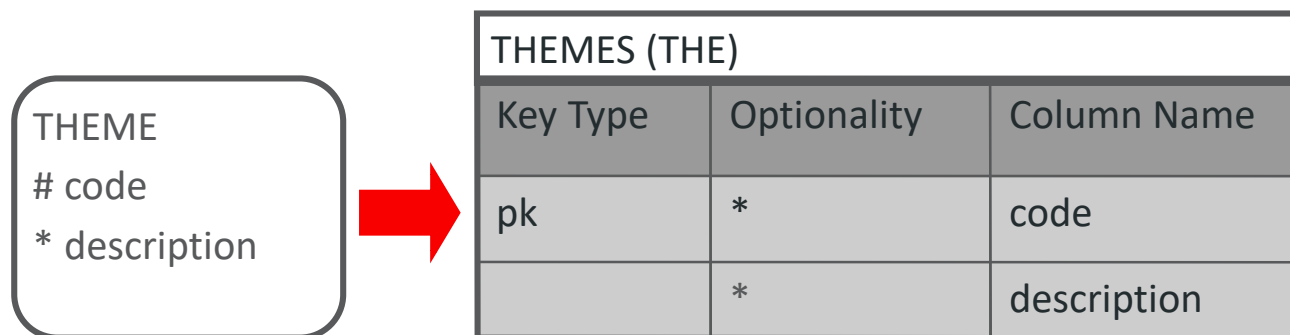 THEME
# code
* description
THEMES (THE)
Key Type Optionality Column Name
pk * code
* description